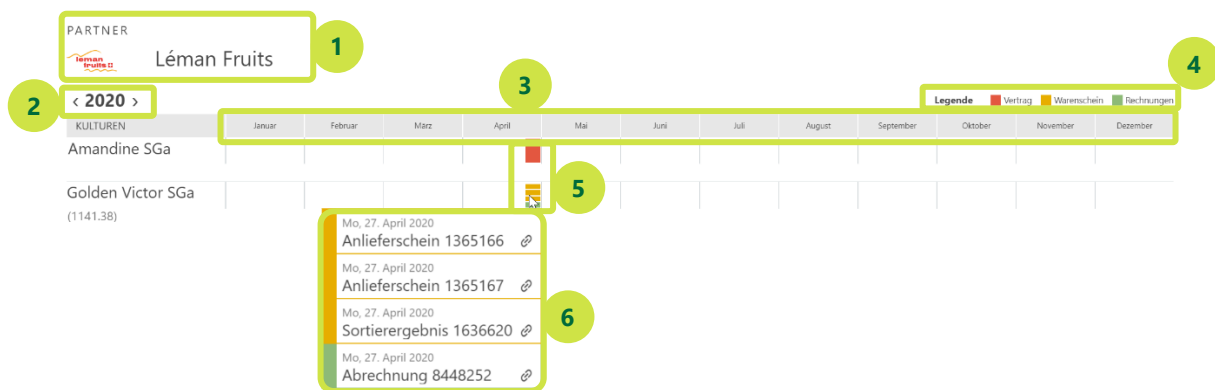 PARTNER
1
léman
fruits
Léman Fruits
4
3
2
‹ 2020 ›
Legende Vertrag Warenschein Rechnungen
KULTUREN Januar Februar März April Mai Juni Juli August September Oktober November Dezember
Amandine SGa
5
Golden Victor SGa
(1141.38)
Mo, 27. April 2020
Anlieferschein 1365166
Mo, 27. April 2020
Anlieferschein 1365167
Mo, 27. April 2020
Sortierergebnis 1636620
6
Mo, 27. April 2020
Abrechnung 8448252